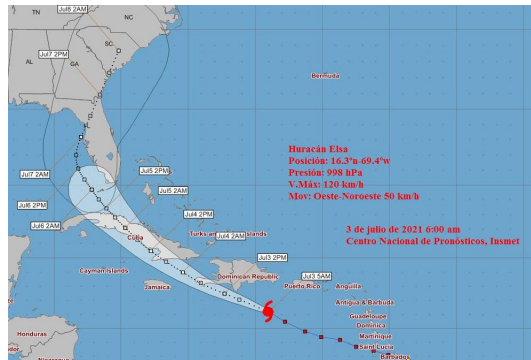 Jul8 2AM
TN
NC
SC
Jul7 2PM
AL
GA
Bermuda
FL
Huracán Elsa
Posición: 16.3ºn-69.4ºw
Presión: 998 hPa
V.Máx: 120 km/h
Mov: Oeste-Noroeste 50 km/h
Jul7 2AM
Jul5 2PM
Jul5 2AM
Jul6 2PM
Jul4 2PM
Jul6 2AM
Cuba
Turks and Caicos Islands
Jul4 2AM
3 de julio de 2021 6:00 am
Centro Nacional de Pronósticos, Insmet
Jul3 2PM
Cayman Islands
Dominican Republic
Jul3 5AM
Jamaica
Puerto Rico
Anguilla
Antigua & Barbuda
Guadeloupe
Dominica
Martinique
Honduras
Saint Lucia
Barbados